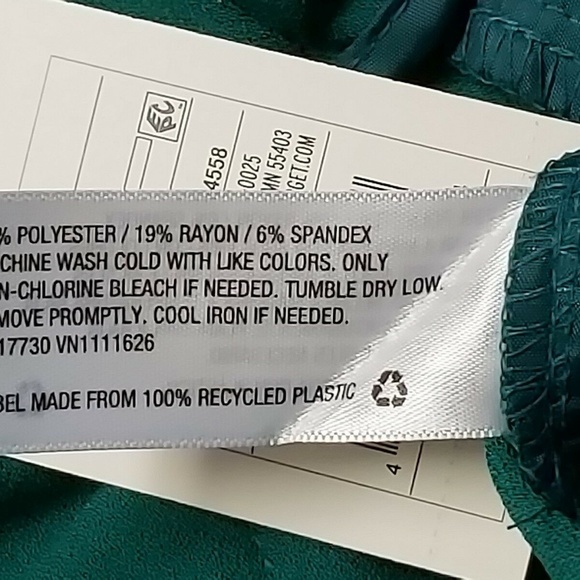 % POLYESTER / 19% RAYON / 6% SPANDEX
CHINE WASH COLD WITH LIKE COLORS. ONLY
N-CHLORINE BLEACH IF NEEDED. TUMBLE DRY LOW.
MOVE PROMPTLY. COOL IRON IF NEEDED.
17730 VN1111626
BEL MADE FROM 100% RECYCLED PLASTIC
EPC
4558
0025
MN 55403
GET.COM
4